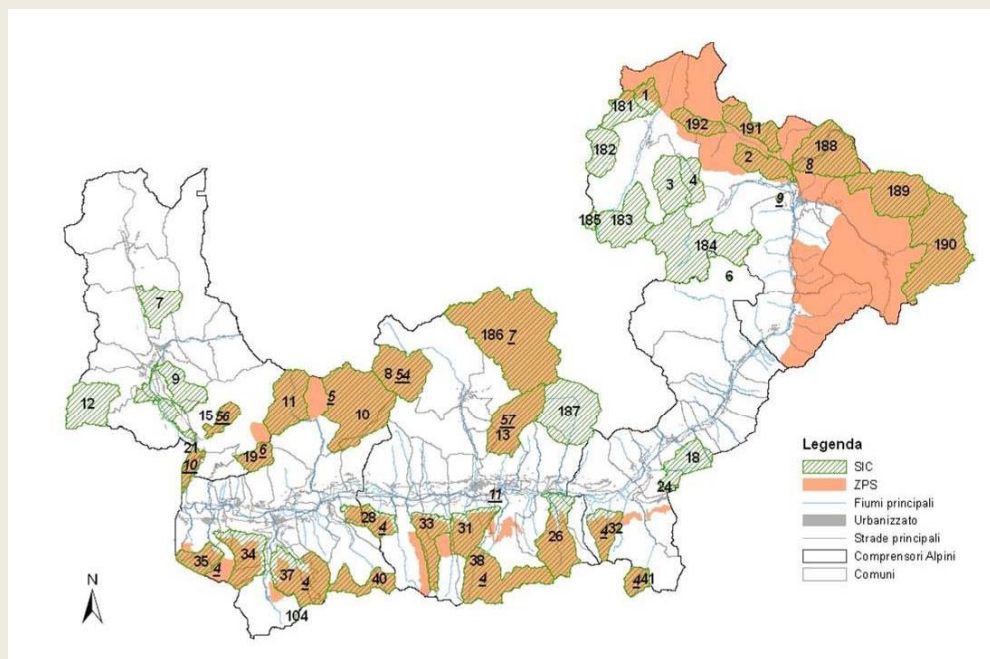 181 1
192 191
182 188
2 8
3 4 189
9
185 183
184 190
6
7 186 7
9 8 54
12 11 5 10 187
15 56 57
13
21 19 6
10 18
11 24
28 33 31 4 32
4 26
35 34 38
4 37 4 40 4 4 41
104
N
Legenda
SIC
ZPS
Fiumi principali
Urbanizzato
Strade principali
Comprensori Alpini
Comuni